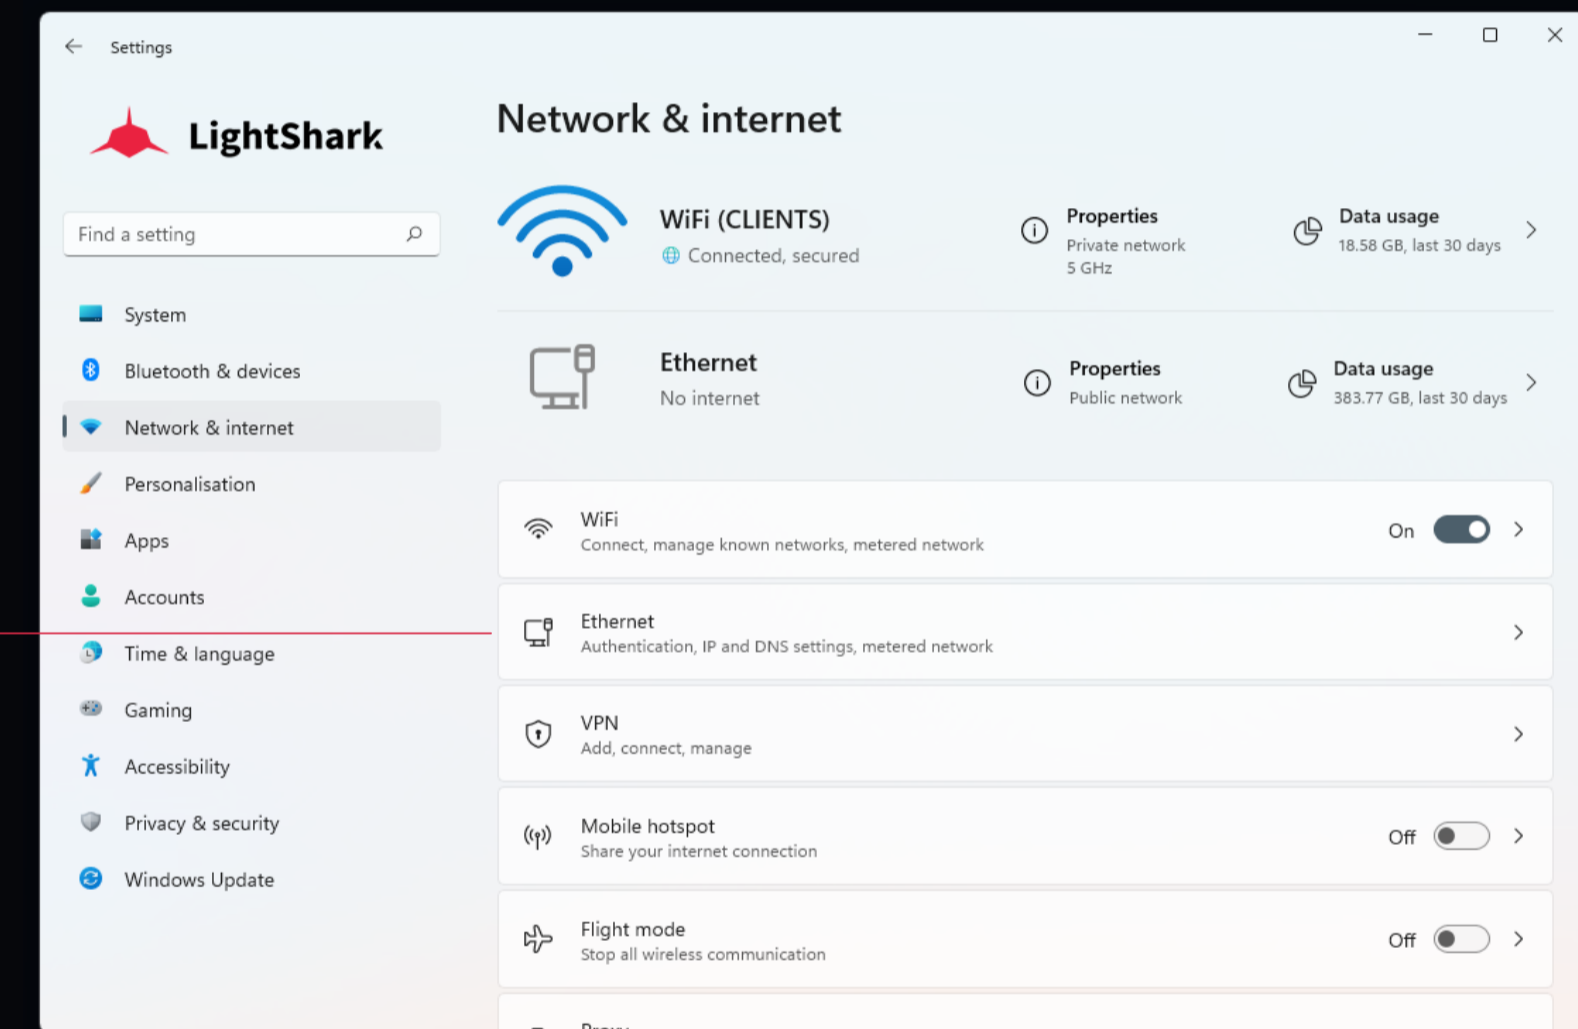 Settings
LightShark
Find a setting
System
Bluetooth & devices
Network & internet
Personalisation
Apps
Accounts
Time & language
Gaming
Accessibility
Privacy & security
Windows Update
Network & internet
WiFi (CLIENTS)
Connected, secured
Properties
Private network
5 GHz
Data usage
18.58 GB, last 30 days
Ethernet
No internet
Properties
Public network
Data usage
383.77 GB, last 30 days
WiFi
Connect, manage known networks, metered network
On
Ethernet
Authentication, IP and DNS settings, metered network
VPN
Add, connect, manage
Mobile hotspot
Share your internet connection
Off
Flight mode
Stop all wireless communication
Off